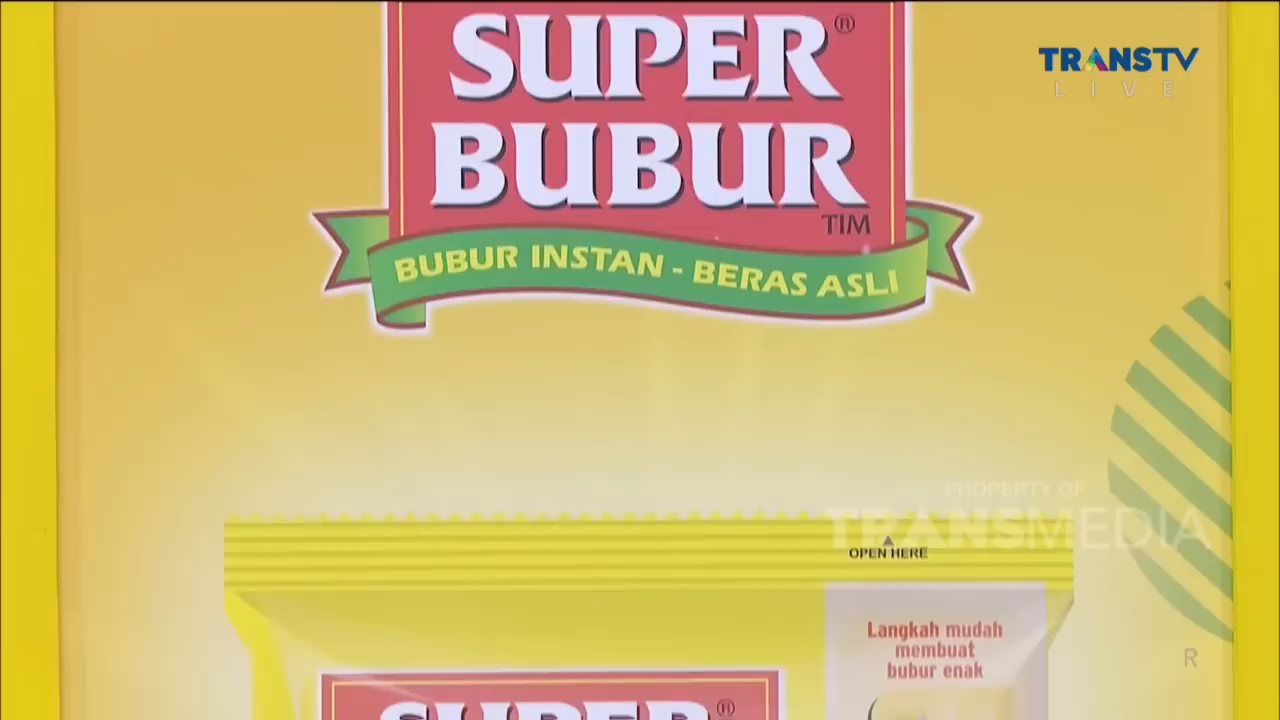 SUPER®
BUBUR
TIM
BUBUR INSTAN - BERAS ASLI
TRANSTV
LIVE
PROPERTY OF
TRANSMEDIA
OPEN HERE
Langkah mudah
membuat
bubur enak
R
SUPER®